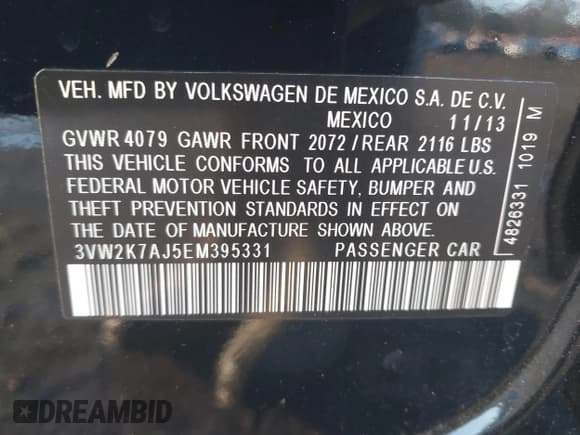 VEH. MFD BY VOLKSWAGEN DE MEXICO S.A. DE C.V.
MEXICO 11/13
GVWR 4079 GAWR FRONT 2072 / REAR 2116 LBS
THIS VEHICLE CONFORMS TO ALL APPLICABLE U.S.
FEDERAL MOTOR VEHICLE SAFETY, BUMPER AND
THEFT PREVENTION STANDARDS IN EFFECT ON
THE DATE OF MANUFACTURE SHOWN ABOVE.
3VW2K7AJ5EM395331 PASSENGER CAR
4826331 1019 M
DREAMBID